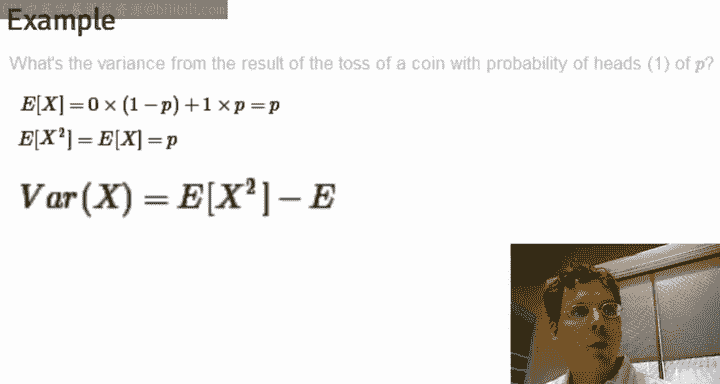 Example
What's the variance from the result of the toss of a coin with probability of heads (1) of p?
E[X] = 0 × (1 − p) + 1 × p = p
E[X²] = E[X] = p
Var(X) = E[X²] − E